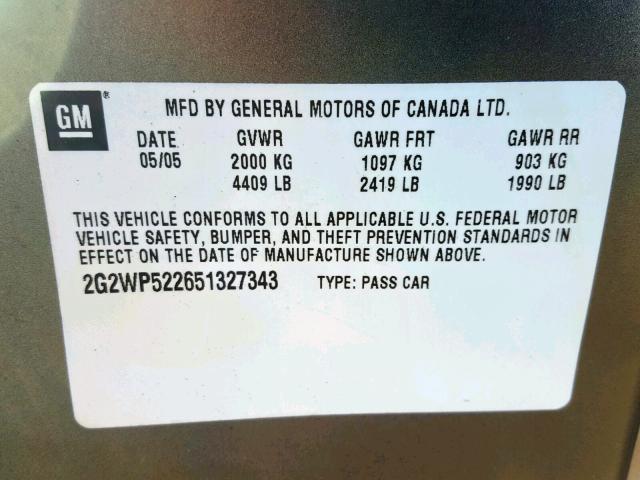 GM ®
MFD BY GENERAL MOTORS OF CANADA LTD.
DATE GVWR GAWR FRT GAWR RR
05/05 2000 KG 1097 KG 903 KG
4409 LB 2419 LB 1990 LB
THIS VEHICLE CONFORMS TO ALL APPLICABLE U.S. FEDERAL MOTOR
VEHICLE SAFETY, BUMPER, AND THEFT PREVENTION STANDARDS IN
EFFECT ON THE DATE OF MANUFACTURE SHOWN ABOVE.
2G2WP522651327343 TYPE: PASS CAR